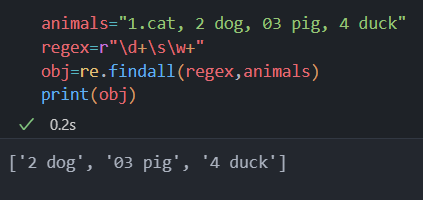 animals="1.cat, 2 dog, 03 pig, 4 duck"
regex=r"\d+\s\w+"
obj=re.findall(regex,animals)
print(obj)
0.2s
['2 dog', '03 pig', '4 duck']